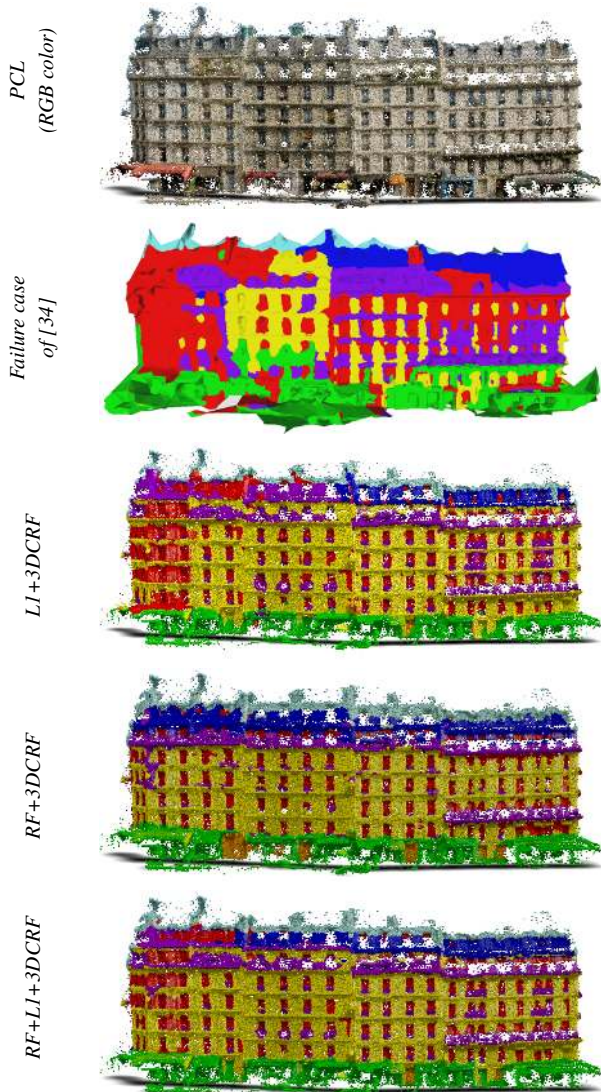 PCL
(RGB color)
Failure case
of [34]
L1+3DCRF
RF+3DCRF
RF+L1+3DCRF